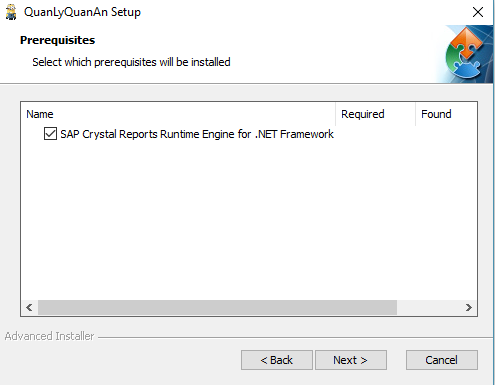 QuanLyQuanAn Setup
Prerequisites
Select which prerequisites will be installed
Name Required Found
SAP Crystal Reports Runtime Engine for .NET Framework
Advanced Installer
< Back Next > Cancel